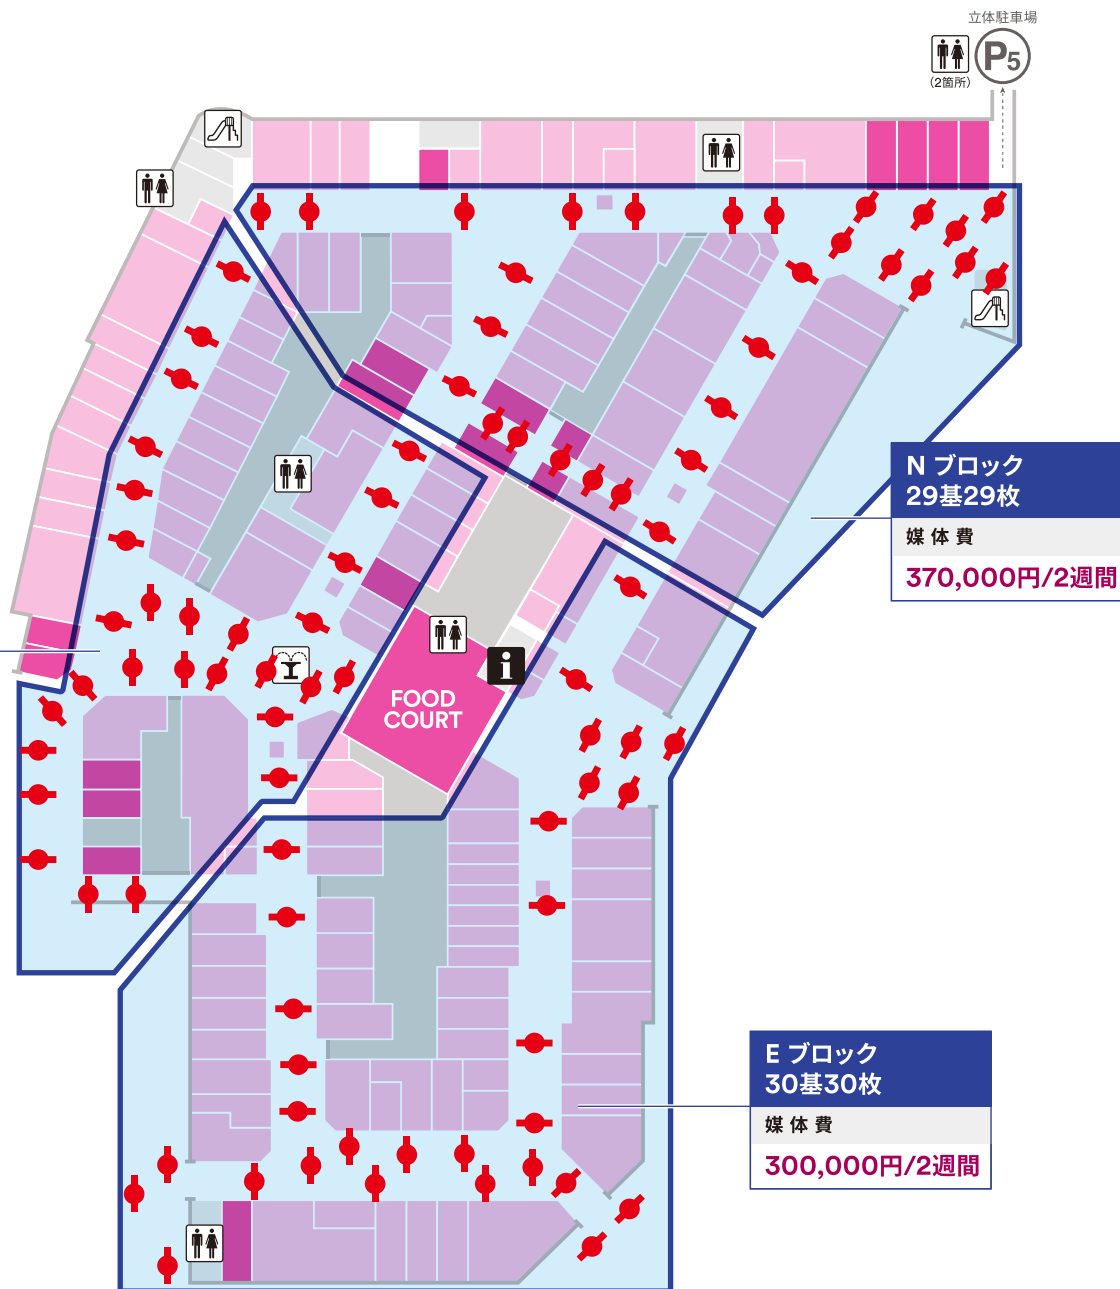 立体駐車場
P5
(2箇所)
N ブロック
29基29枚
媒体費
370,000円/2週間
i
FOOD
COURT
E ブロック
30基30枚
媒体費
300,000円/2週間